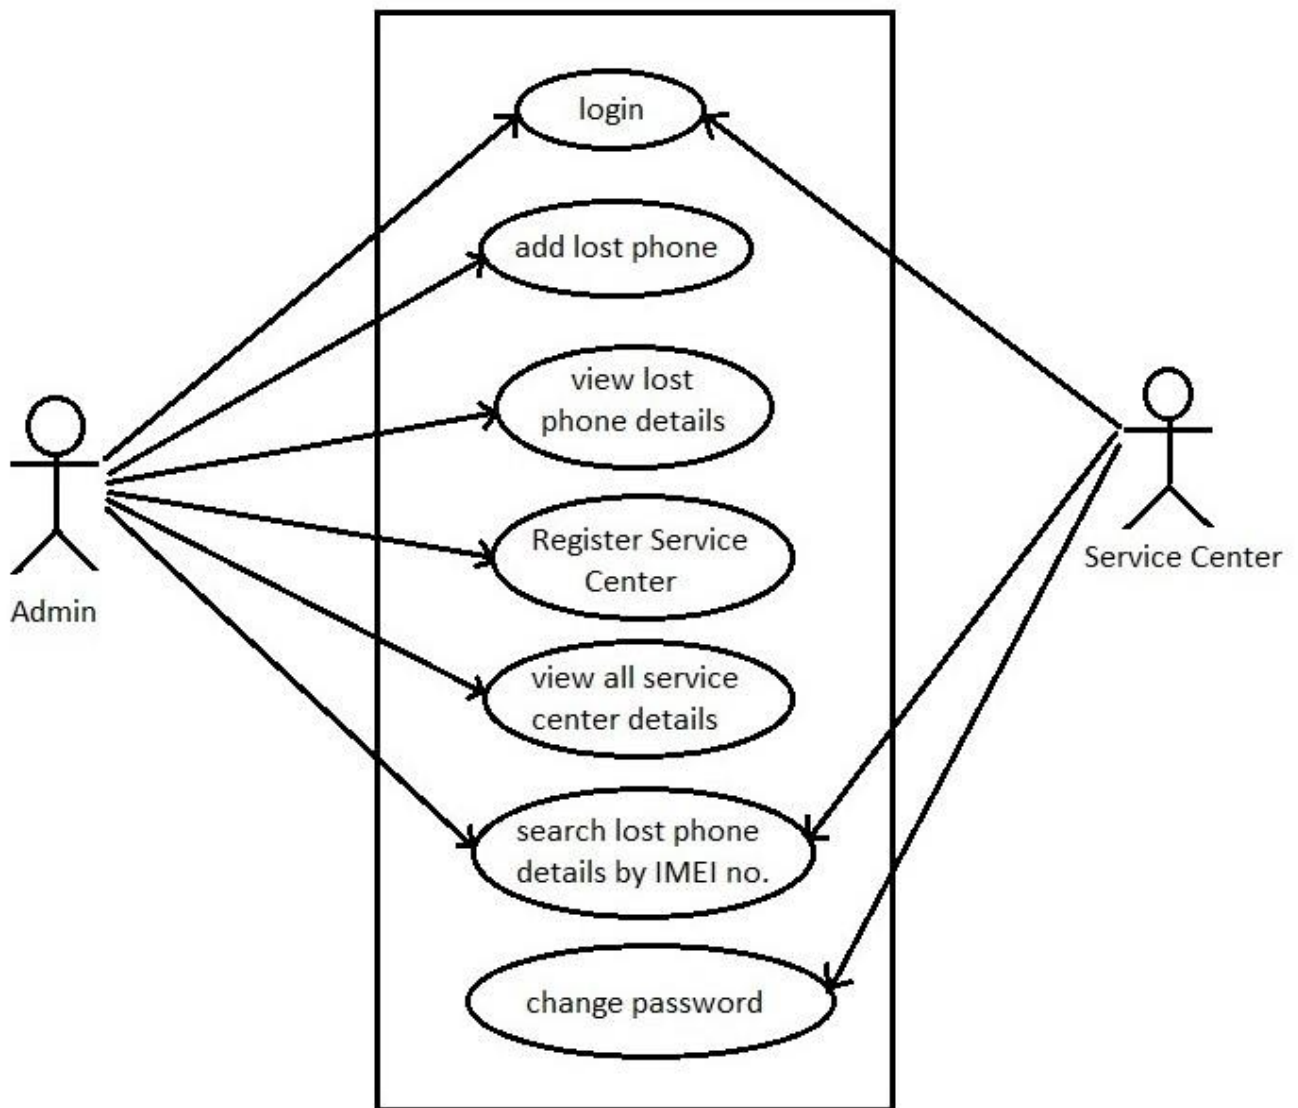 login
add lost phone
view lost
phone details
Register Service
Center
Service Center
Admin
view all service
center details
search lost phone
details by IMEI no.
change password